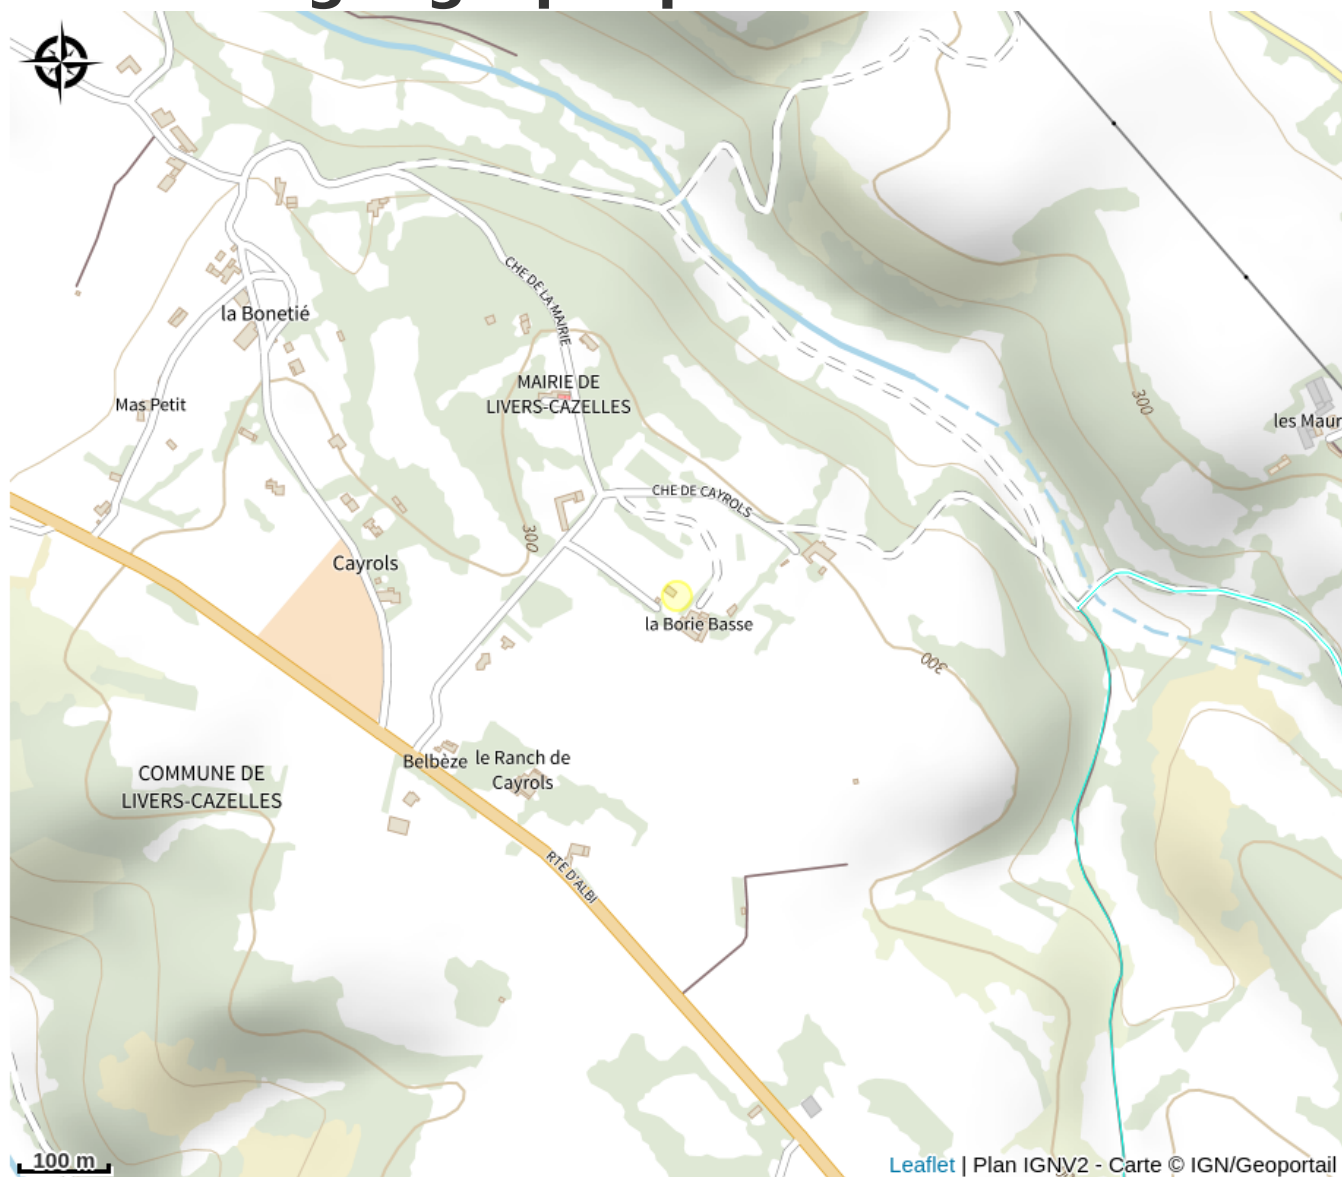 la Bonetié
CHE DE LA MAIRIE
Mas Petit
MAIRIE DE
LIVERS-CAZELLES
300
les Maur
CHE DE CAYROLS
300
Cayrols
la Borie Basse
300
Belbèze
le Ranch de
Cayrols
COMMUNE DE
LIVERS-CAZELLES
RTE D'ALBI
100 m
Leaflet | Plan IGNV2 - Carte © IGN/Geoportail